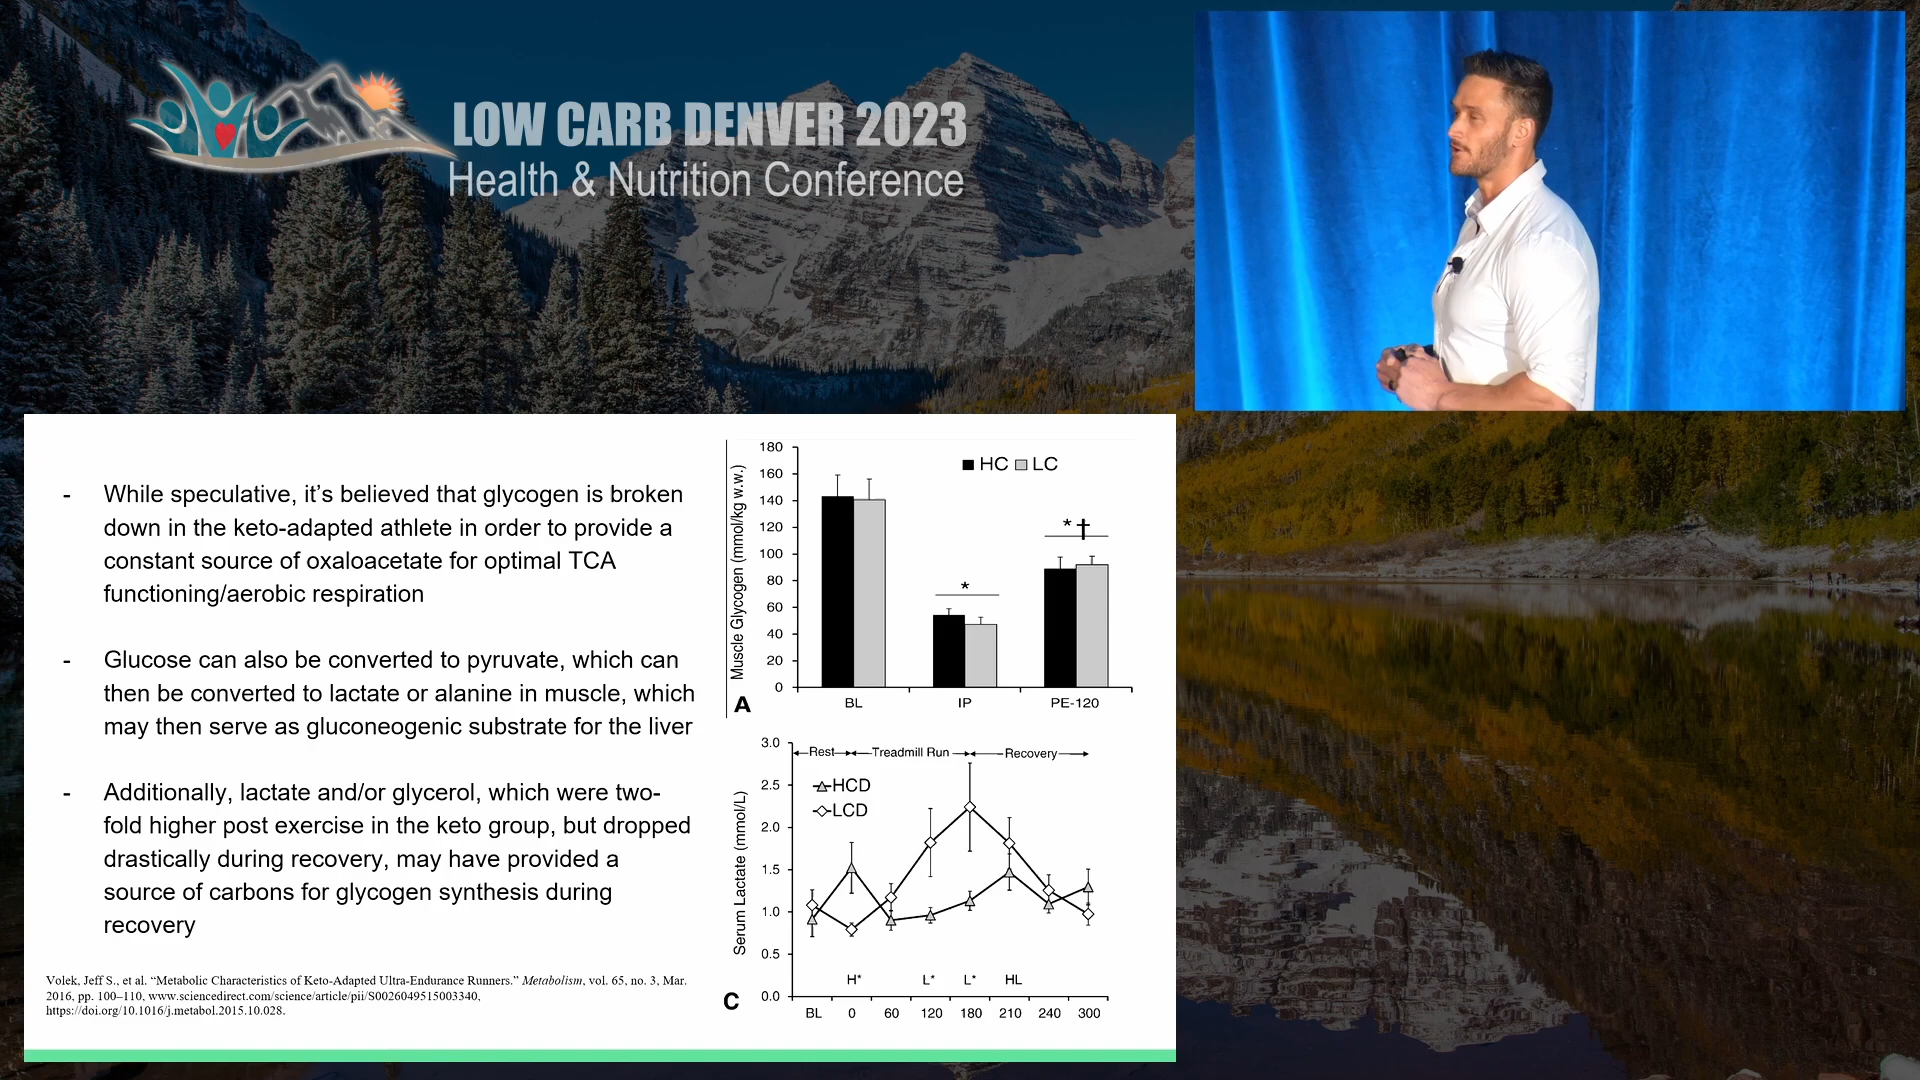 LOW CARB DENVER 2023
Health & Nutrition Conference
- While speculative, it’s believed that glycogen is broken
down in the keto-adapted athlete in order to provide a
constant source of oxaloacetate for optimal TCA
functioning/aerobic respiration
- Glucose can also be converted to pyruvate, which can
then be converted to lactate or alanine in muscle, which
may then serve as gluconeogenic substrate for the liver
- Additionally, lactate and/or glycerol, which were two-
fold higher post exercise in the keto group, but dropped
drastically during recovery, may have provided a
source of carbons for glycogen synthesis during
recovery
Volek, Jeff S., et al. “Metabolic Characteristics of Keto-Adapted Ultra-Endurance Runners.” Metabolism, vol. 65, no. 3, Mar.
2016, pp. 100–110, www.sciencedirect.com/science/article/pii/S0026049515003340,
https://doi.org/10.1016/j.metabol.2015.10.028.
Muscle Glycogen (mmol/kg w.w.)
180
160
140
120
100
80
60
40
20
0
HC LC
*
* †
BL IP PE-120
A
Serum Lactate (mmol/L)
3.0
2.5
2.0
1.5
1.0
0.5
0.0
Rest Treadmill Run Recovery
HCD
LCD
H* L* L* HL
BL 0 60 120 180 210 240 300
C